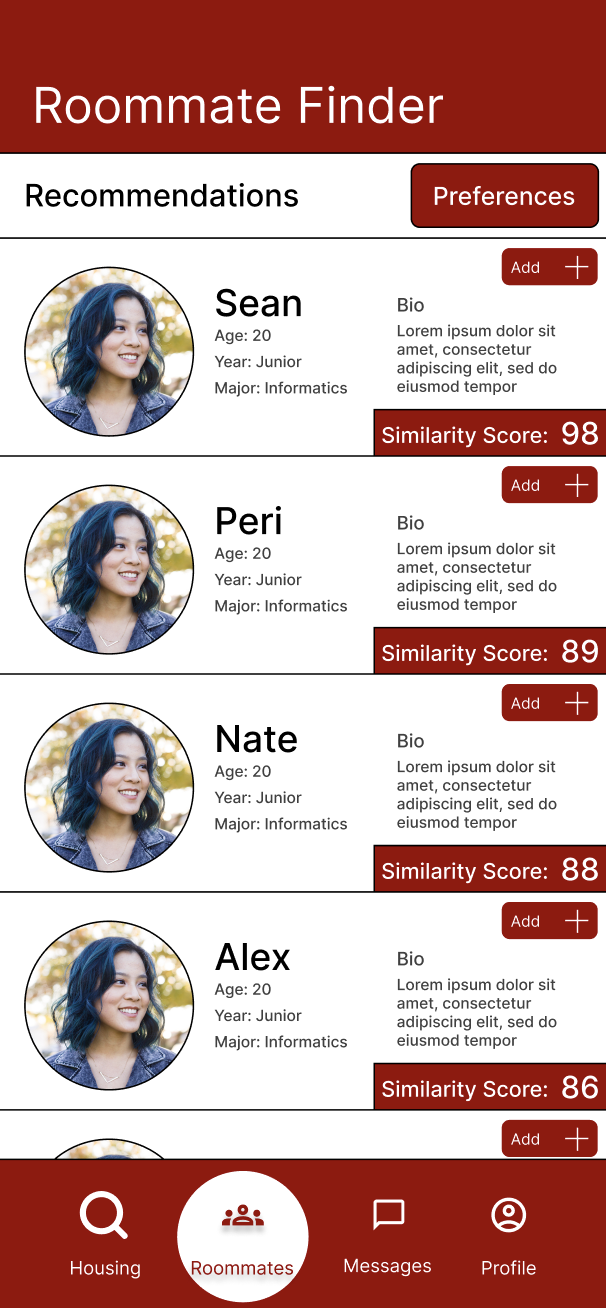 Roommate Finder
Recommendations
Preferences
Add
Sean
Age: 20
Year: Junior
Major: Informatics
Bio
Lorem ipsum dolor sit
amet, consectetur
adipiscing elit, sed do
eiusmod tempor
Similarity Score: 98
Add
Peri
Age: 20
Year: Junior
Major: Informatics
Bio
Lorem ipsum dolor sit
amet, consectetur
adipiscing elit, sed do
eiusmod tempor
Similarity Score: 89
Add
Nate
Age: 20
Year: Junior
Major: Informatics
Bio
Lorem ipsum dolor sit
amet, consectetur
adipiscing elit, sed do
eiusmod tempor
Similarity Score: 88
Add
Alex
Age: 20
Year: Junior
Major: Informatics
Bio
Lorem ipsum dolor sit
amet, consectetur
adipiscing elit, sed do
eiusmod tempor
Similarity Score: 86
Add
Housing
Roommates
Messages
Profile